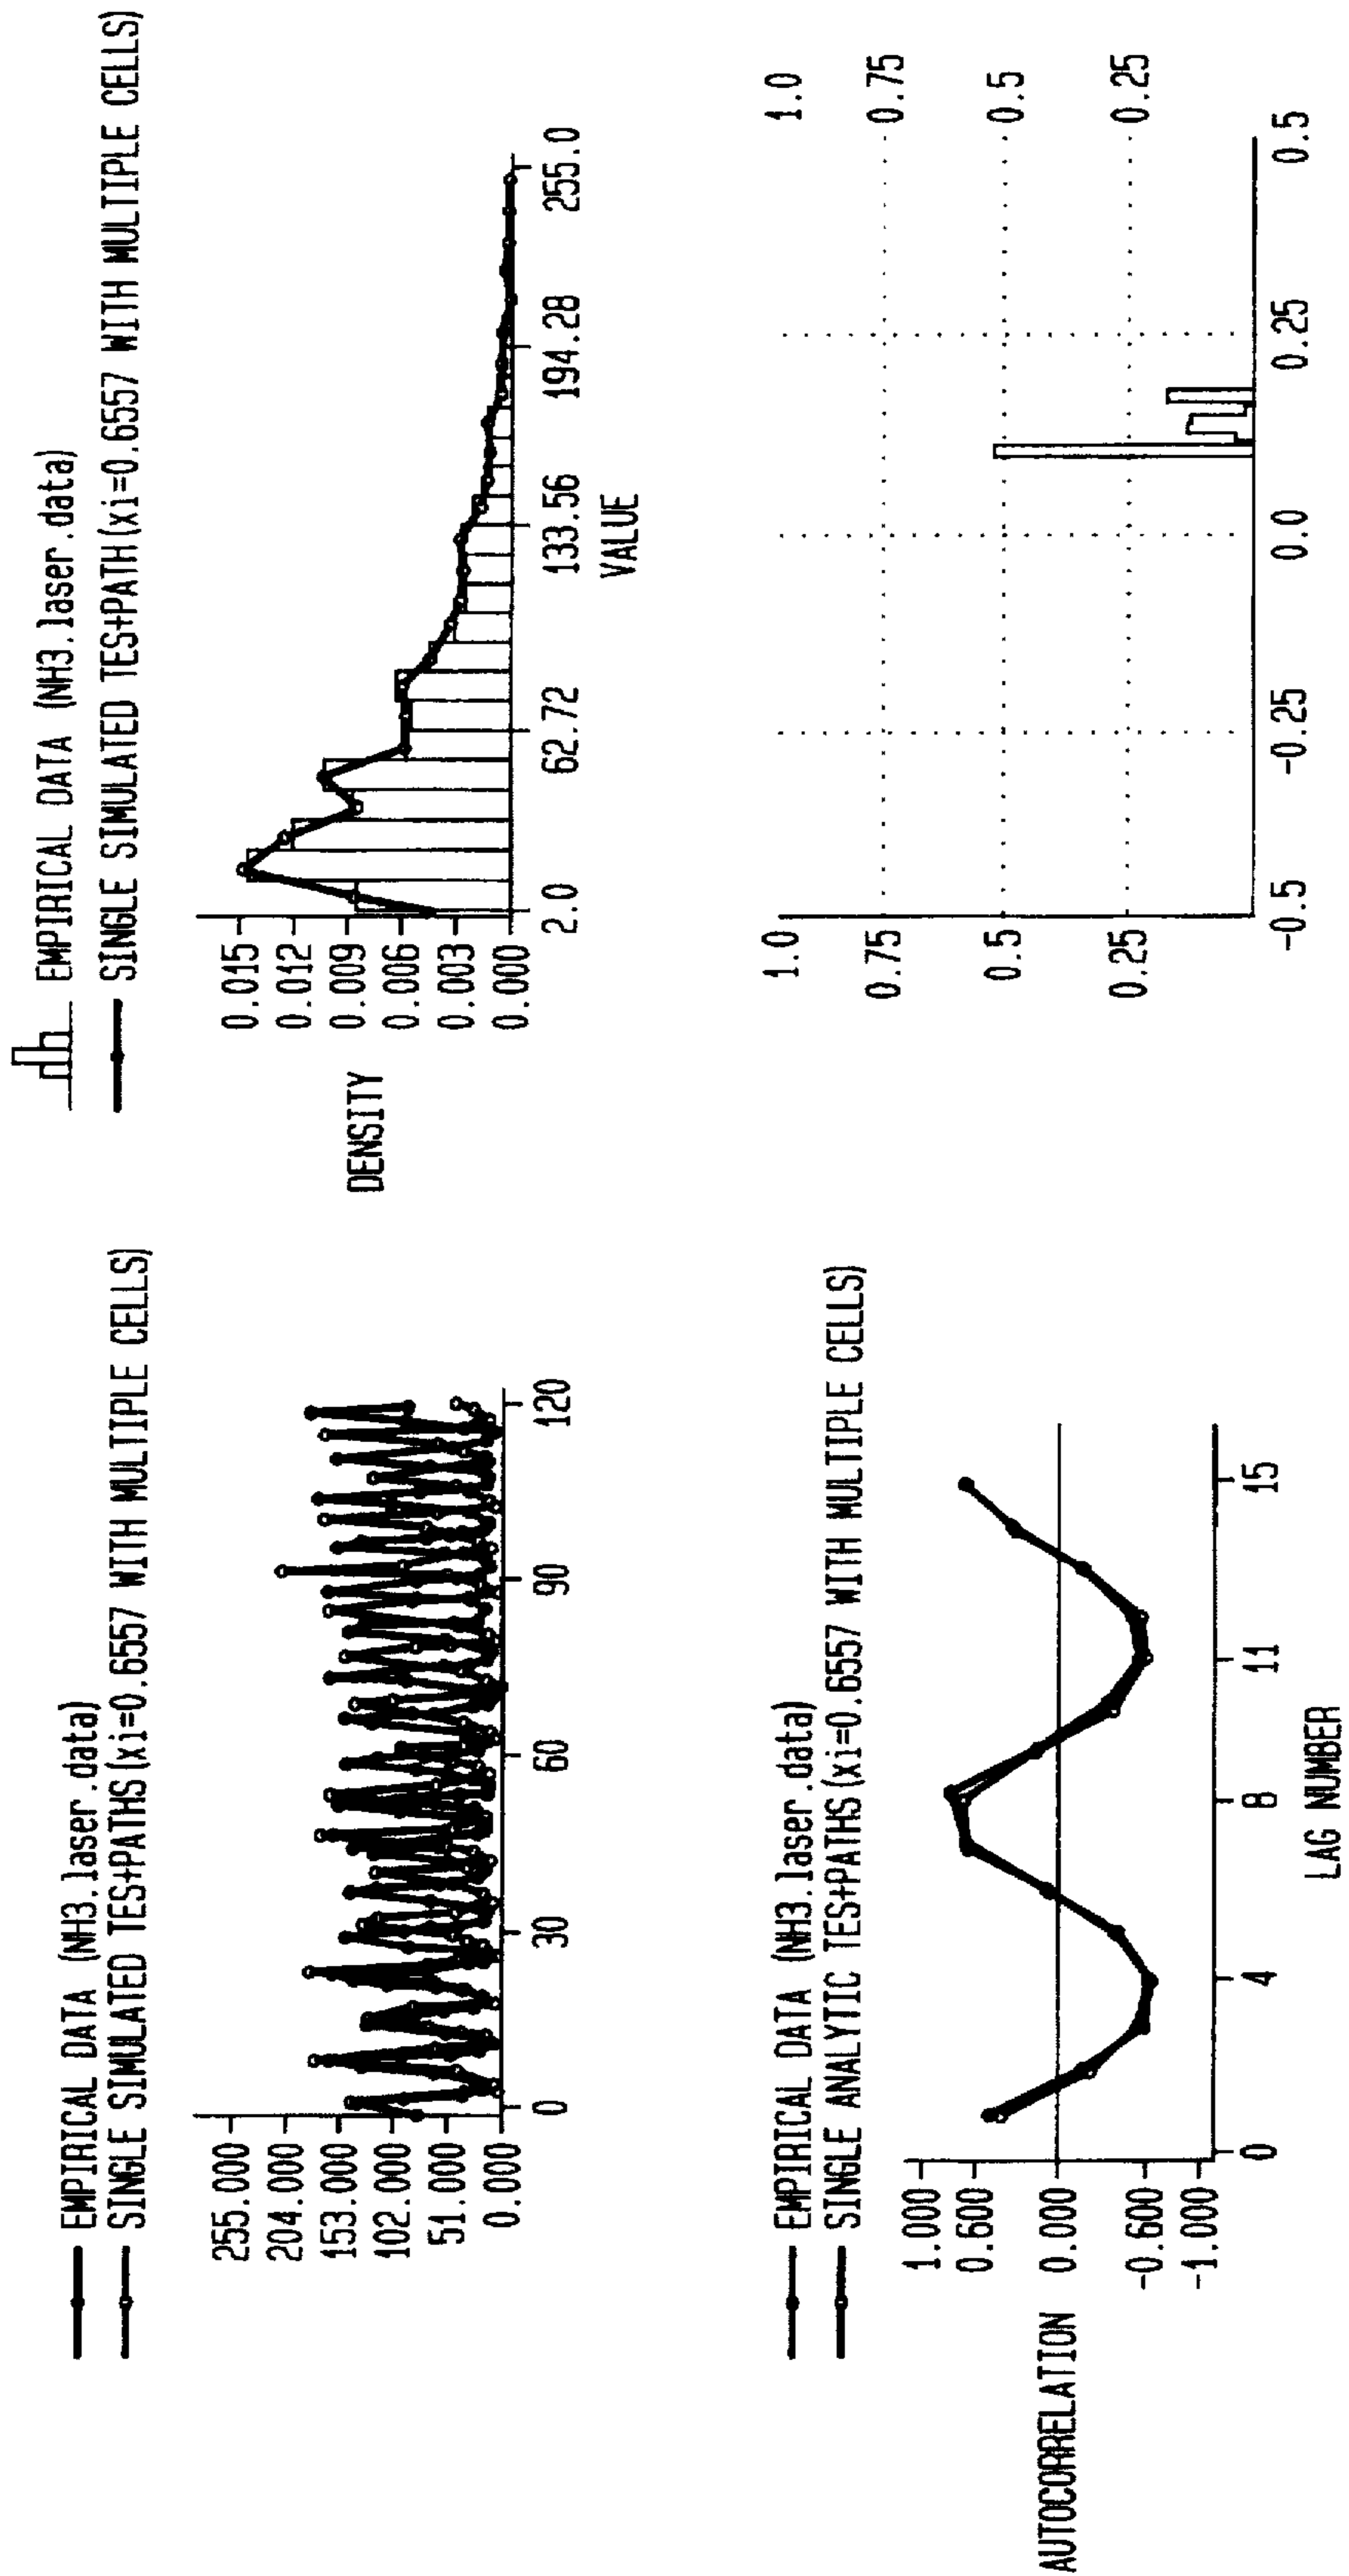 EMPIRICAL DATA (NH3.laser.data)
SINGLE SIMULATED TES+PATHS(xi=0.6557 WITH MULTIPLE CELLS)
255.000
204.000
153.000
102.000
51.000
0.000
0 30 60 90 120
EMPIRICAL DATA (NH3.laser.data)
SINGLE SIMULATED TES+PATH(xi=0.6557 WITH MULTIPLE CELLS)
DENSITY
0.015
0.012
0.009
0.006
0.003
0.000
2.0 62.72 133.56 194.28 255.0
VALUE
EMPIRICAL DATA (NH3.laser.data)
SINGLE ANALYTIC TES+PATHS(xi=0.6557 WITH MULTIPLE CELLS)
AUTOCORRELATION
1.000
0.600
0.000
-0.600
-1.000
0 4 8 11 15
LAG NUMBER
1.0 1.0
0.75 0.75
0.5 0.5
0.25 0.25
-0.5 -0.25 0.0 0.25 0.5